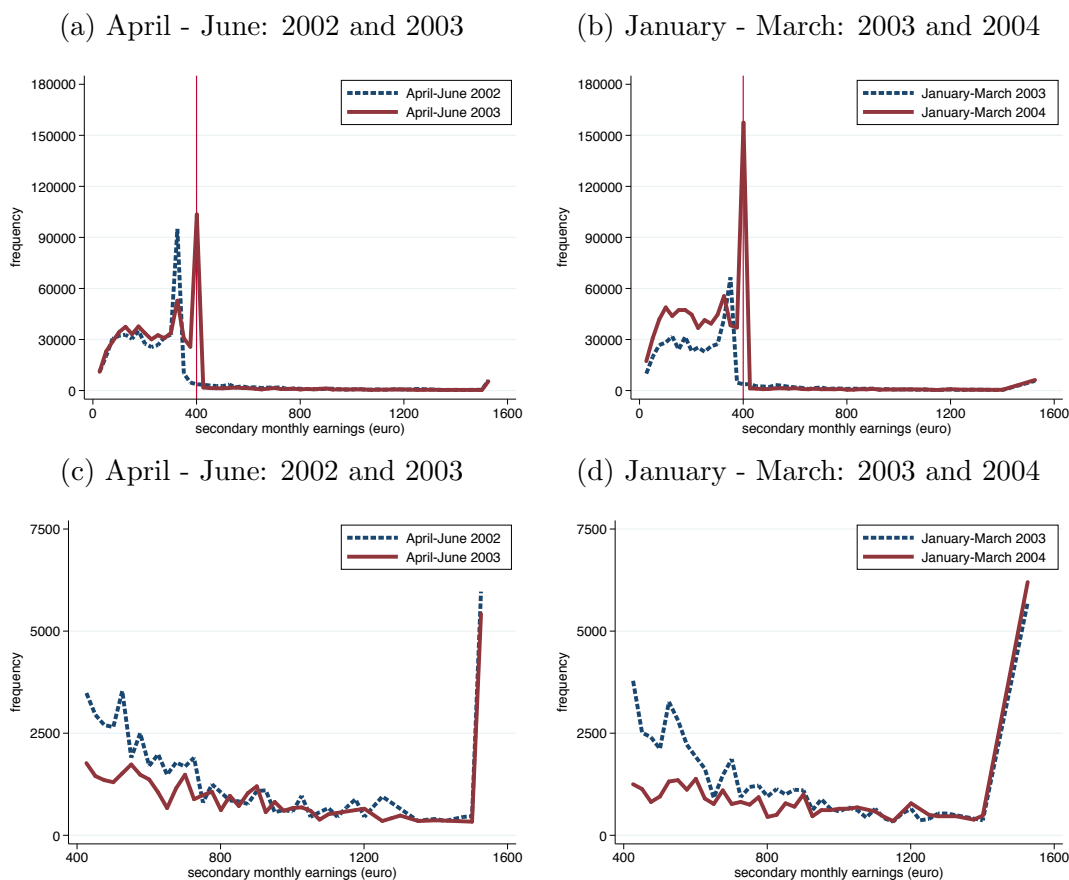 (a) April - June: 2002 and 2003
(b) January - March: 2003 and 2004
180000
150000
120000
90000
60000
30000
0
frequency
April-June 2002
April-June 2003
0
400
800
1200
1600
secondary monthly earnings (euro)
180000
150000
120000
90000
60000
30000
0
frequency
January-March 2003
January-March 2004
0
400
800
1200
1600
secondary monthly earnings (euro)
(c) April - June: 2002 and 2003
(d) January - March: 2003 and 2004
7500
5000
2500
0
frequency
April-June 2002
April-June 2003
400
800
1200
1600
secondary monthly earnings (euro)
7500
5000
2500
0
frequency
January-March 2003
January-March 2004
400
800
1200
1600
secondary monthly earnings (euro)